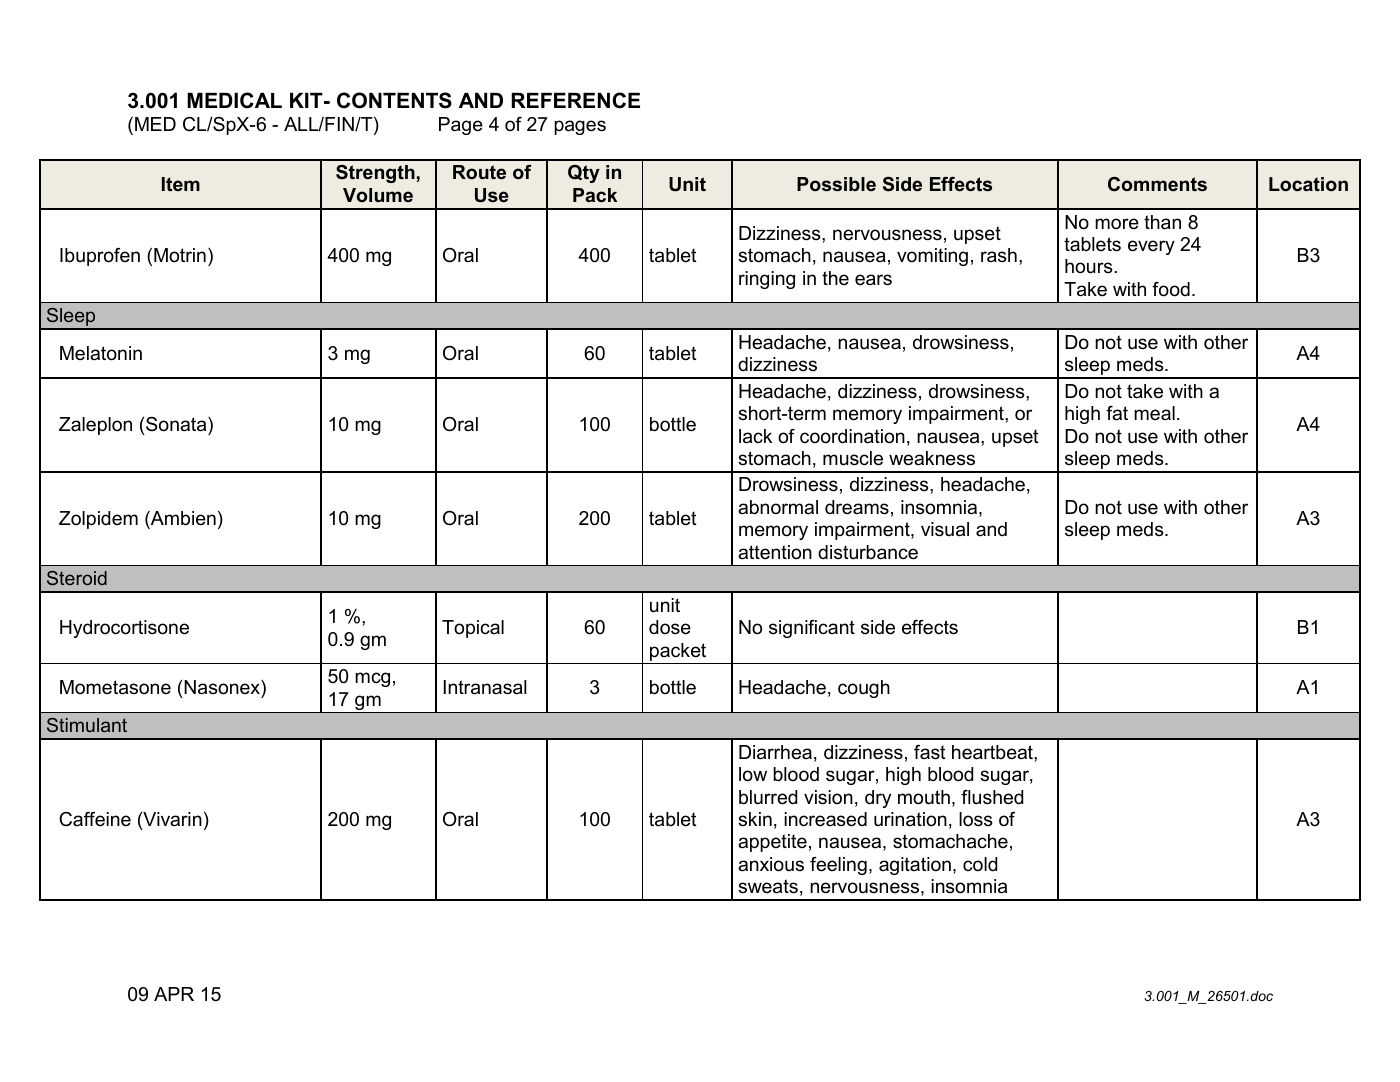 3.001 MEDICAL KIT- CONTENTS AND REFERENCE
(MED CL/SpX-6 - ALL/FIN/T) Page 4 of 27 pages
Item
Strength,
Volume
Route of
Use
Qty in
Pack
Unit
Possible Side Effects
Comments
Location
Ibuprofen (Motrin)
400 mg
Oral
400
tablet
Dizziness, nervousness, upset
stomach, nausea, vomiting, rash,
ringing in the ears
No more than 8
tablets every 24
hours.
Take with food.
B3
Sleep
Melatonin
3 mg
Oral
60
tablet
Headache, nausea, drowsiness,
dizziness
Do not use with other
sleep meds.
A4
Zaleplon (Sonata)
10 mg
Oral
100
bottle
Headache, dizziness, drowsiness,
short-term memory impairment, or
lack of coordination, nausea, upset
stomach, muscle weakness
Do not take with a
high fat meal.
Do not use with other
sleep meds.
A4
Zolpidem (Ambien)
10 mg
Oral
200
tablet
Drowsiness, dizziness, headache,
abnormal dreams, insomnia,
memory impairment, visual and
attention disturbance
Do not use with other
sleep meds.
A3
Steroid
Hydrocortisone
1 %,
0.9 gm
Topical
60
unit
dose
packet
No significant side effects
B1
Mometasone (Nasonex)
50 mcg,
17 gm
Intranasal
3
bottle
Headache, cough
A1
Stimulant
Caffeine (Vivarin)
200 mg
Oral
100
tablet
Diarrhea, dizziness, fast heartbeat,
low blood sugar, high blood sugar,
blurred vision, dry mouth, flushed
skin, increased urination, loss of
appetite, nausea, stomachache,
anxious feeling, agitation, cold
sweats, nervousness, insomnia
A3
09 APR 15
3.001_M_26501.doc